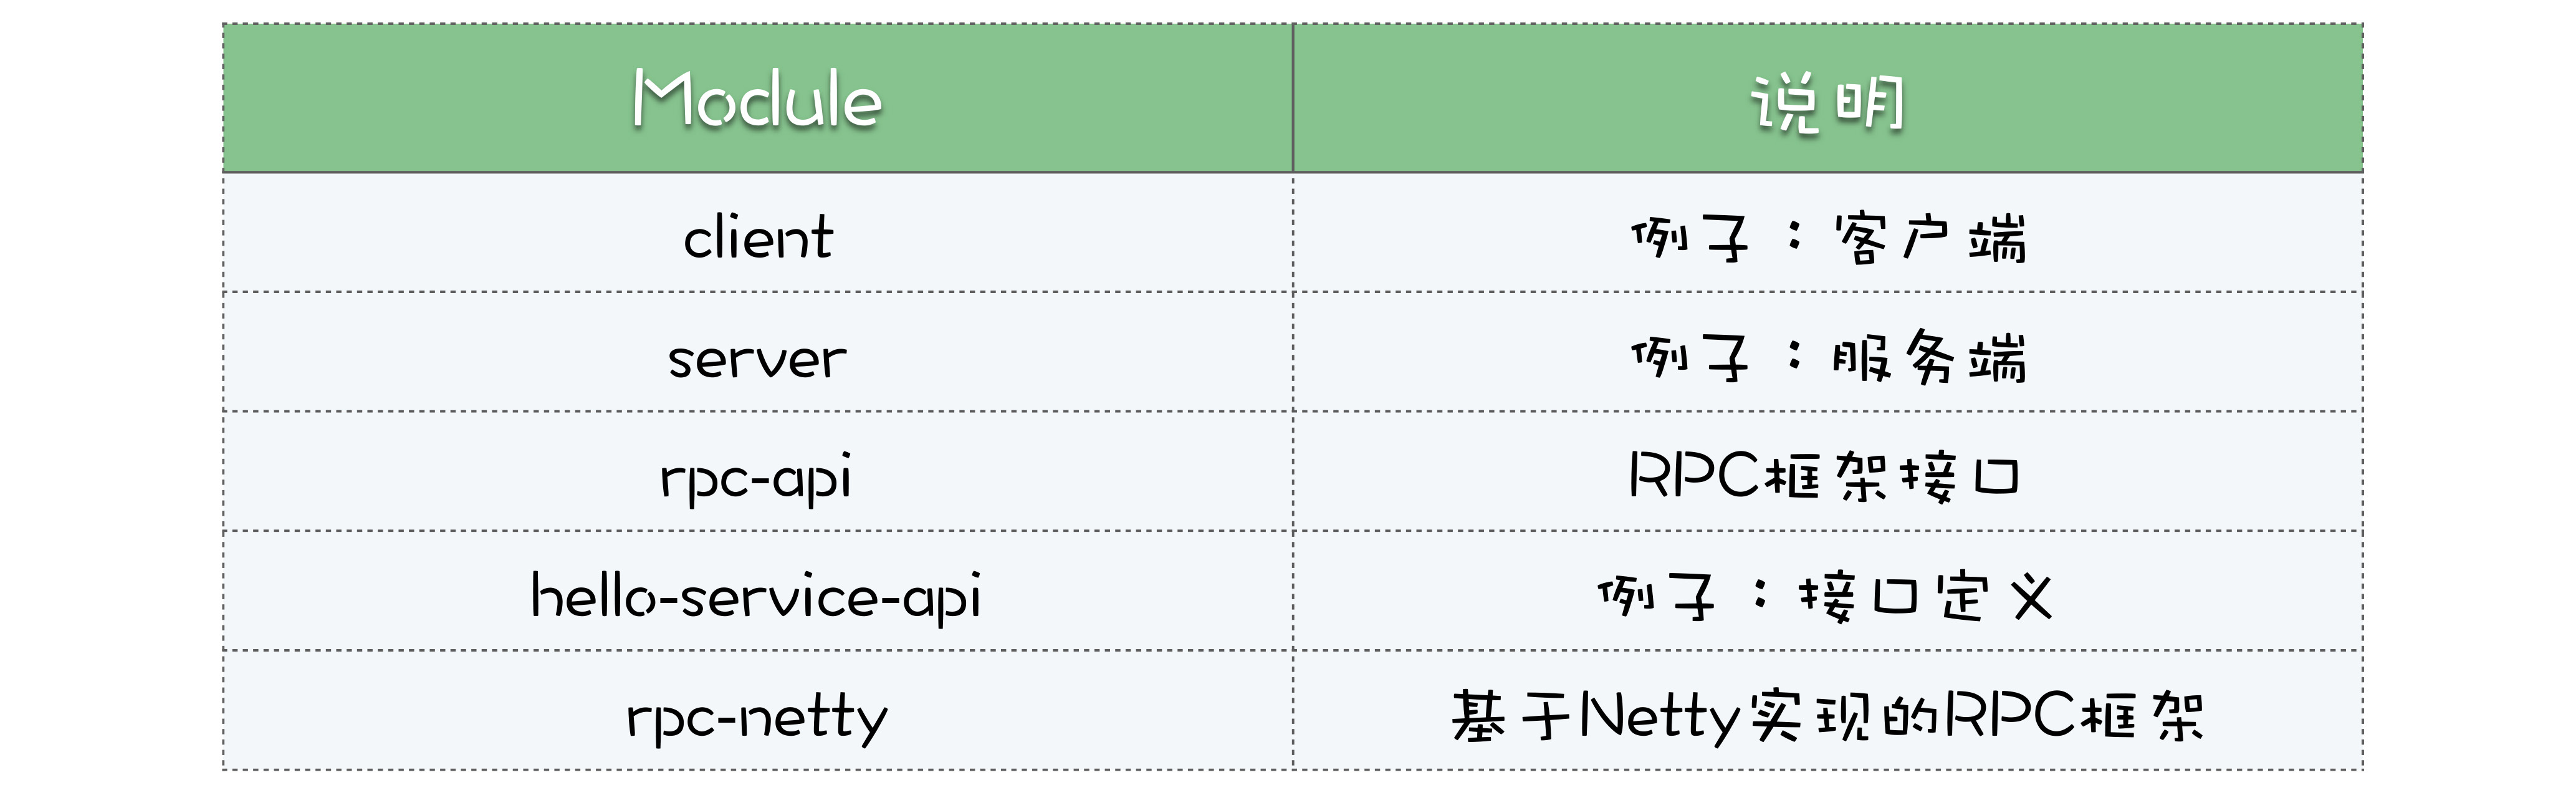 Module 说明
client 例子：客户端
server 例子：服务端
rpc-api RPC框架接口
hello-service-api 例子：接口定义
rpc-netty 基于Netty实现的RPC框架